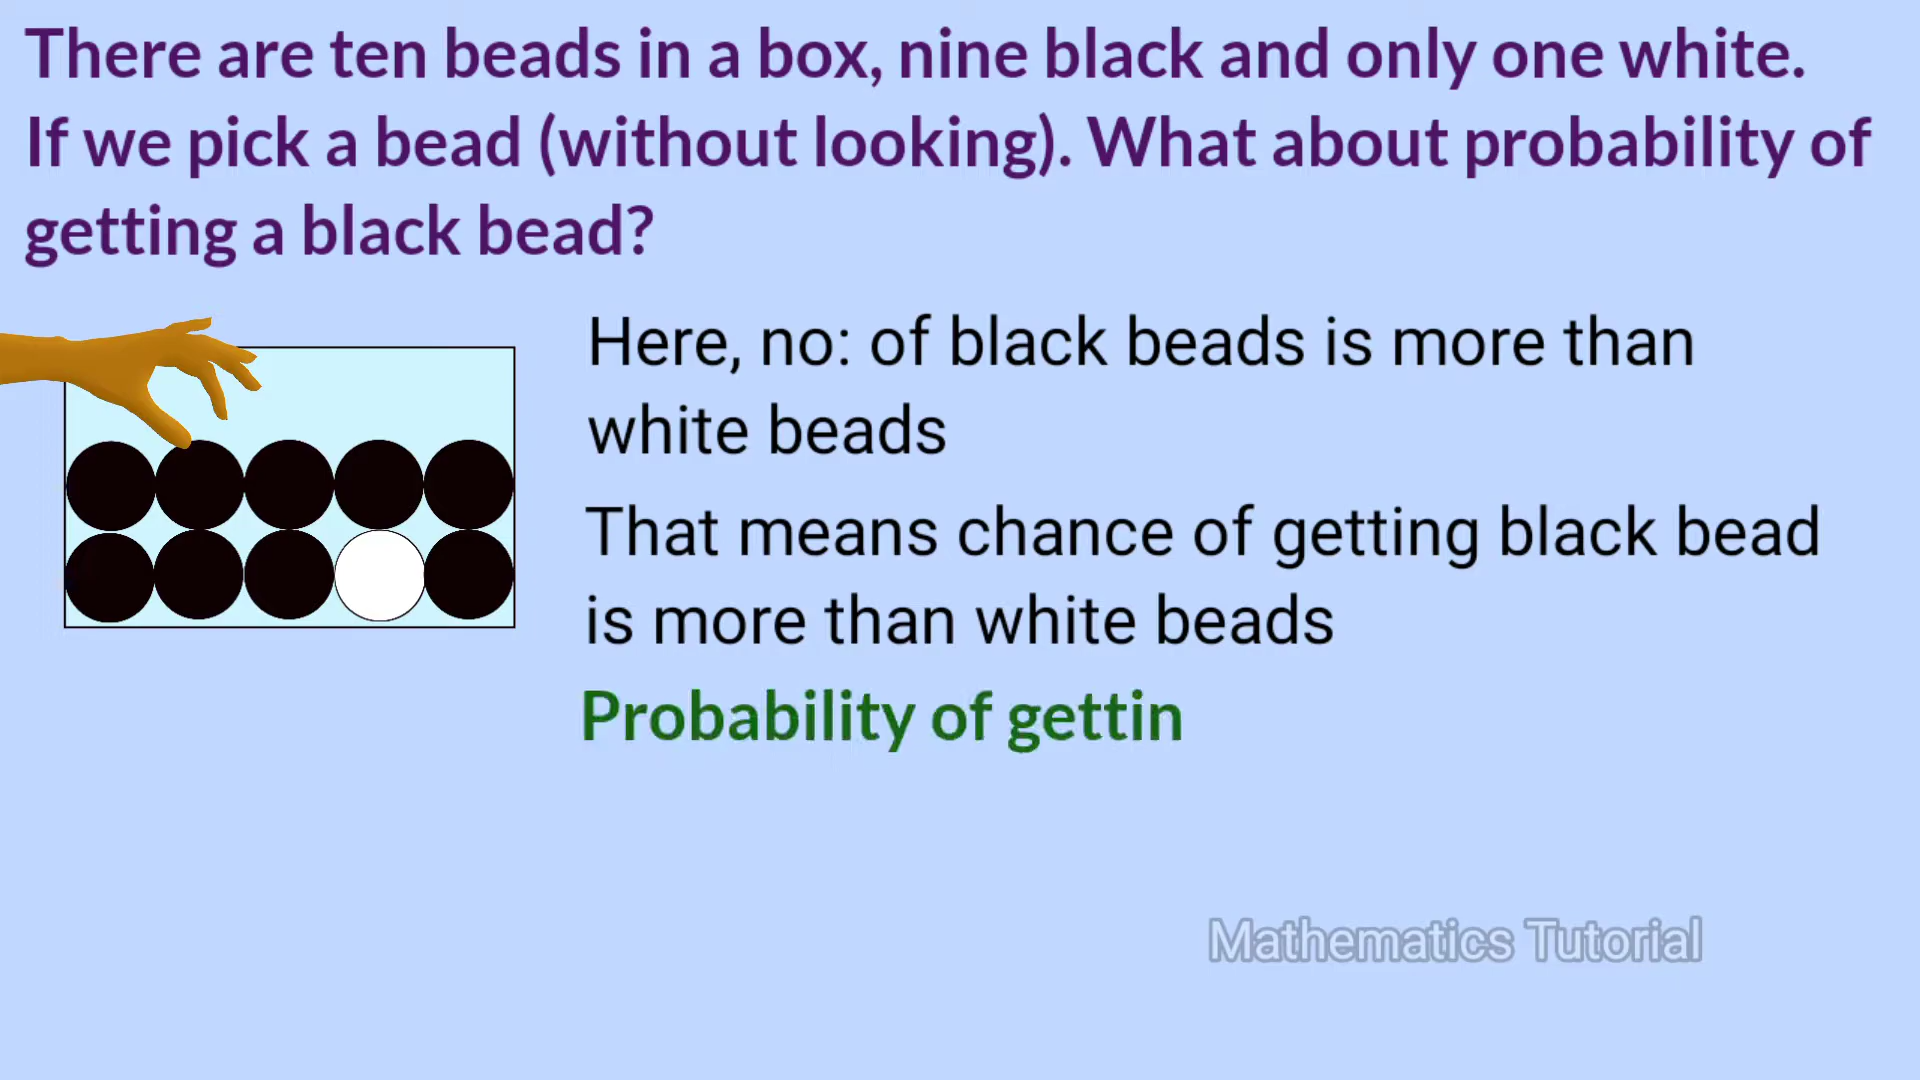 There are ten beads in a box, nine black and only one white.
If we pick a bead (without looking). What about probability of
getting a black bead?
Here, no: of black beads is more than
white beads
That means chance of getting black bead
is more than white beads
Probability of gettin
Mathematics Tutorial